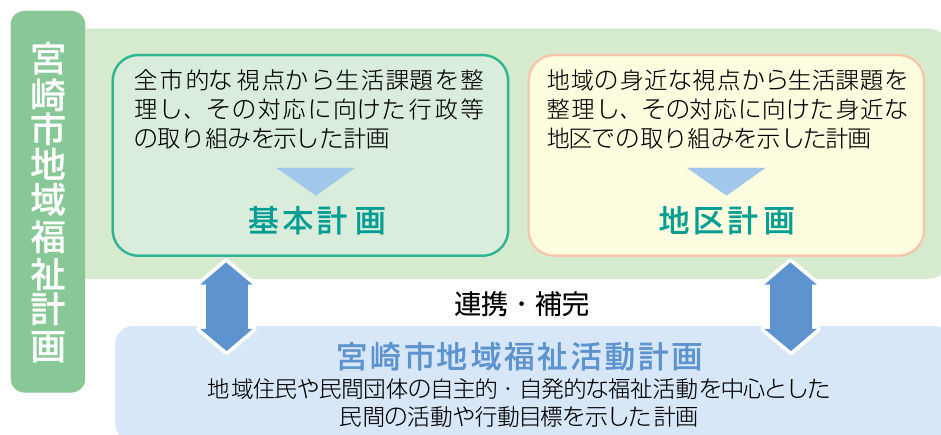 宮崎市地域福祉計画
全市的な視点から生活課題を整
理し、その対応に向けた行政等
の取り組みを示した計画
基本計画
地域の身近な視点から生活課題を
整理し、その対応に向けた身近な
地区での取り組みを示した計画
地区計画
連携・補完
宮崎市地域福祉活動計画
地域住民や民間団体の自主的・自発的な福祉活動を中心とした
民間の活動や行動目標を示した計画